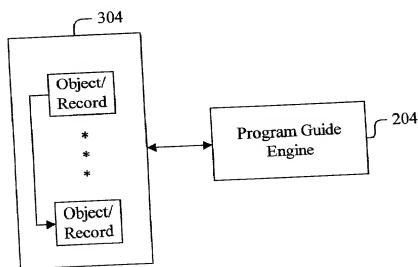 304
Object/
Record
*
*
*
Object/
Record
Program Guide
Engine
204